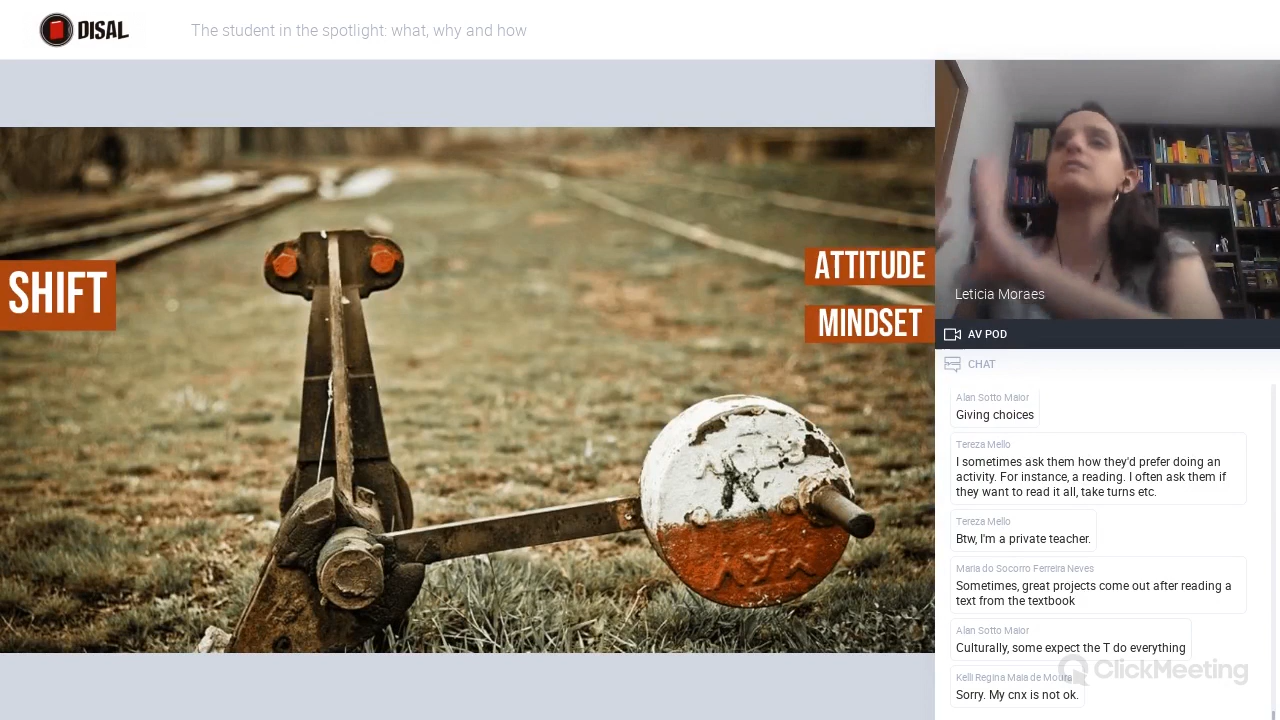 DISAL
The student in the spotlight: what, why and how
SHIFT
ATTITUDE
MINDSET
Leticia Moraes
AV POD
CHAT
Alan Sotto Maior
Giving choices
Tereza Mello
I sometimes ask them how they'd prefer doing an
activity. For instance, a reading. I often ask them if
they want to read it all, take turns etc.
Tereza Mello
Btw, I'm a private teacher.
Maria do Socorro Ferreira Neves
Sometimes, great projects come out after reading a
text from the textbook
Alan Sotto Maior
Culturally, some expect the T do everything
Kelli Regina Maia de Moura
Sorry. My cnx is not ok.
ClickMeeting